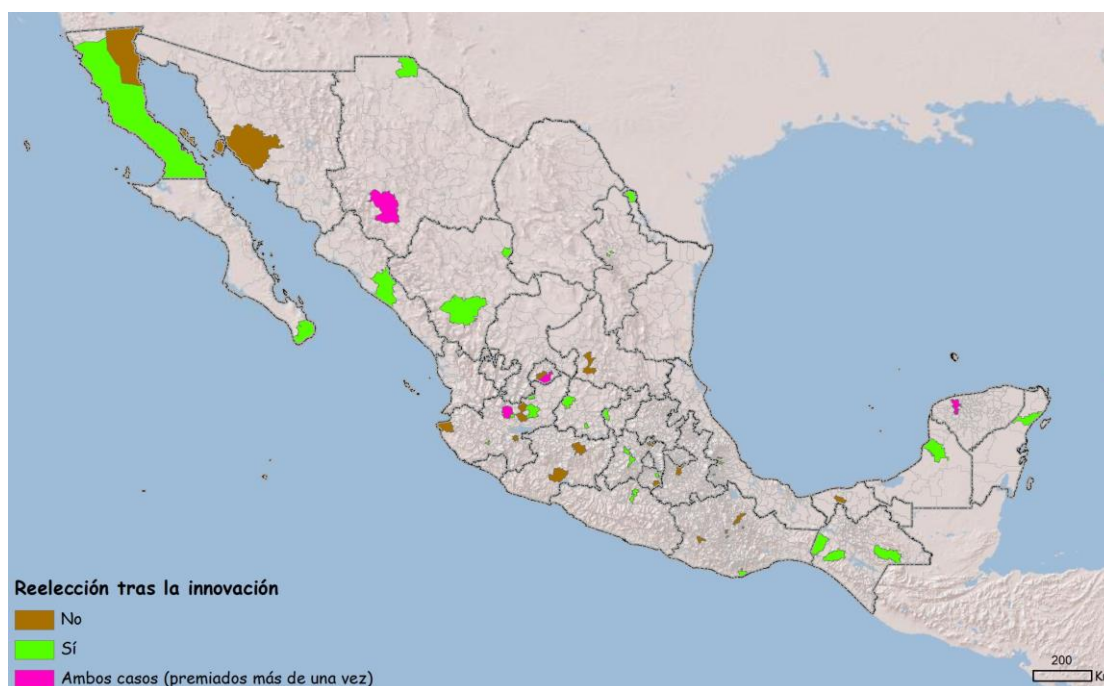 Reelección tras la innovación
No
Sí
Ambos casos (premiados más de una vez)
200